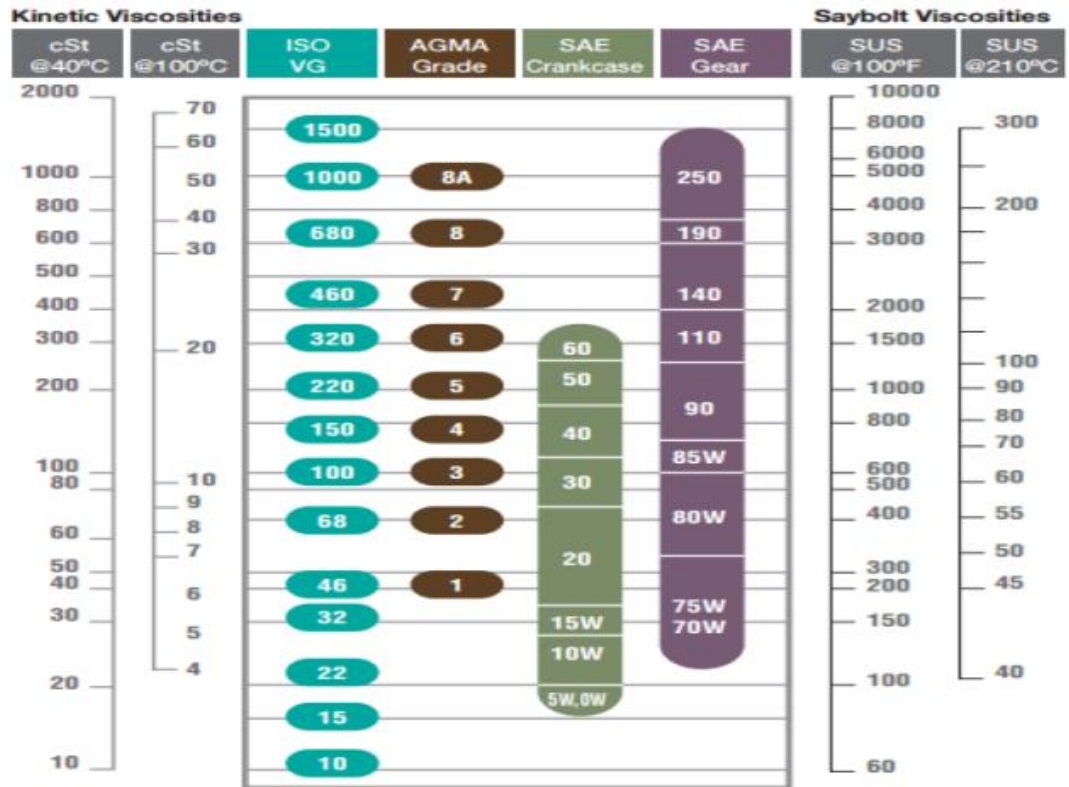 Kinetic Viscosities Saybolt Viscosities
cSt cSt ISO AGMA SAE SAE SUS SUS
@40ºC @100ºC VG Grade Crankcase Gear @100ºF @210ºC
2000 10000
70
1500 8000 300
60 6000
1000 50 1000 8A 250 5000
800 40 4000 200
600 680 8 190 3000
30
500
400 460 7 140 2000
300 320 6 110 1500
20 60
100
200 220 5 50 1000 90
90 800 80
150 4 40
85W 70
100 100 3 600
80 10 30 500 60
9
68 2 80W 400 55
60 8
7 20 50
50 300
40 46 1 200 45
6
30 32 15W 75W 150
5 70W
10W
4 22 40
20 100
5W,0W
15
10 10 60